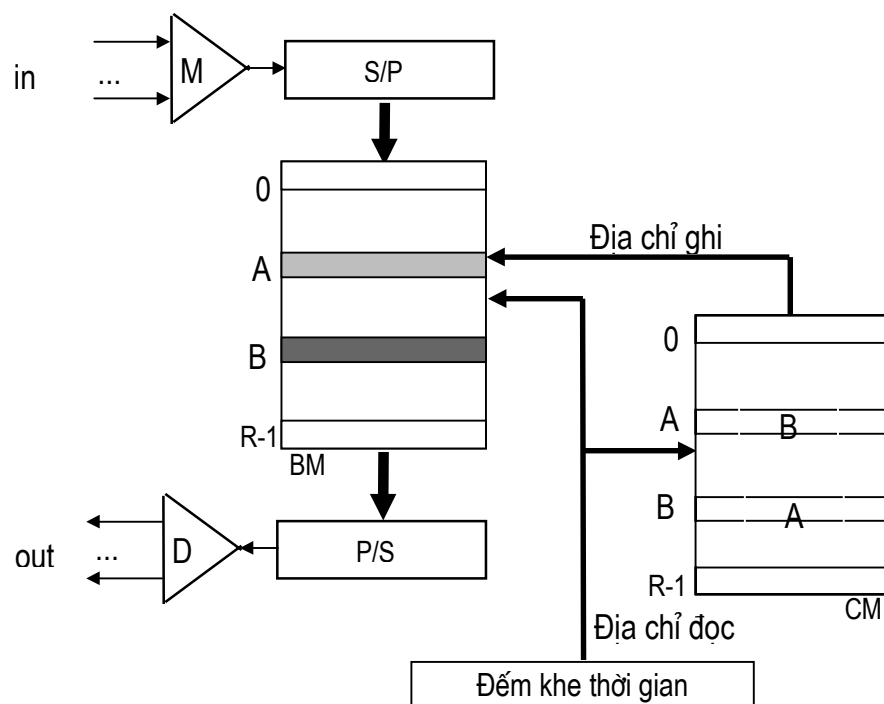 in
...
M
S/P
0
A
B
R-1
BM
Địa chỉ ghi
0
A
B
B
A
R-1
CM
Địa chỉ đọc
out
...
D
P/S
Đếm khe thời gian